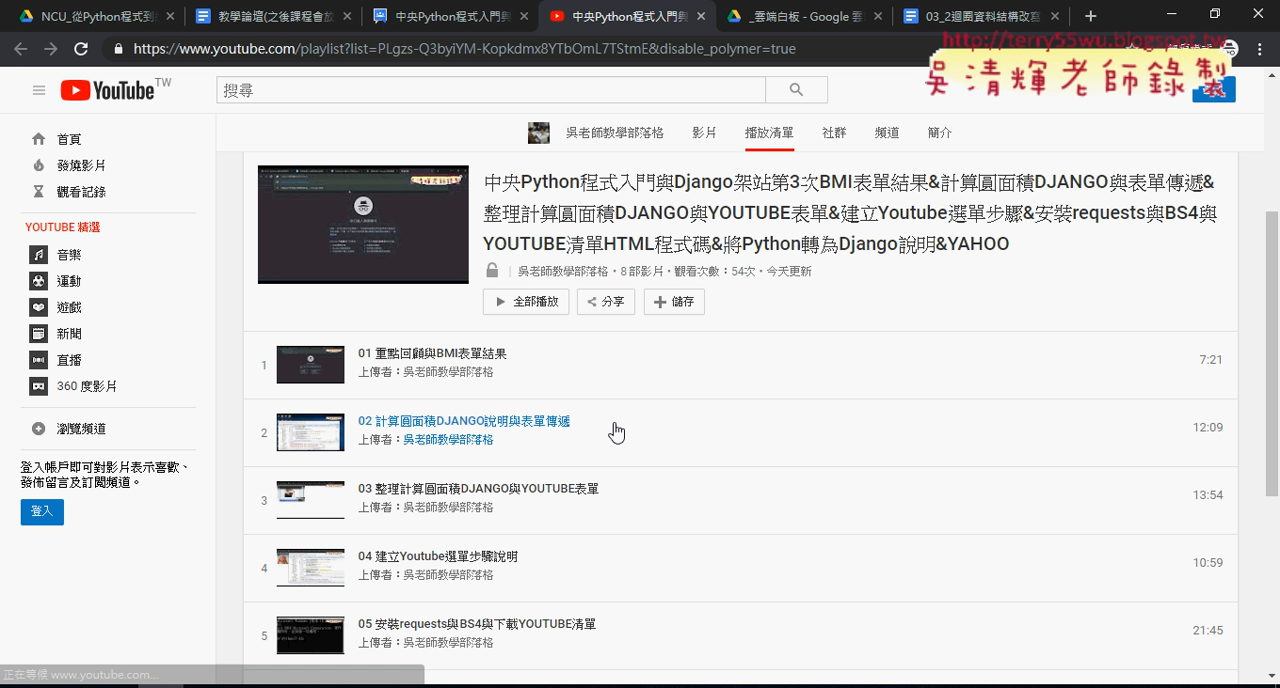 NCU_從Python程式到
教學論壇(之後課程會放
中央Python程式入門與
中央Python程式入門與
_雲端白板 - Google 雲
03_2迴圈資料結構改寫
https://www.youtube.com/playlist?list=PLgzs-Q3byiYM-Kopkdmx8YTbOmL7TStmE&disable_polymer=true
http://terry55wu.blogspot.tw
吳清輝老師錄製
YouTube TW
搜尋
首頁
發燒影片
觀看記錄
YOUTUBE 精選
音樂
運動
遊戲
新聞
直播
360 度影片
瀏覽頻道
登入帳戶即可對影片表示喜歡、
發佈留言及訂閱頻道。
登入
吳老師教學部落格
影片
播放清單
社群
頻道
簡介
中央Python程式入門與Django架站第3次BMI表單結果&計算圓面積DJANGO與表單傳遞&
整理計算圓面積DJANGO與YOUTUBE表單&建立Youtube選單步驟&安裝requests與BS4與
YOUTUBE清單HTML程式碼&將Python轉為Django說明&YAHOO
吳老師教學部落格・8 部影片・觀看次數：54次・今天更新
全部播放
分享
儲存
1
01 重點回顧與BMI表單結果
上傳者：吳老師教學部落格
7:21
2
02 計算圓面積DJANGO說明與表單傳遞
上傳者：吳老師教學部落格
12:09
3
03 整理計算圓面積DJANGO與YOUTUBE表單
上傳者：吳老師教學部落格
13:54
4
04 建立Youtube選單步驟說明
上傳者：吳老師教學部落格
10:59
5
05 安裝requests與BS4與下載YOUTUBE清單
上傳者：吳老師教學部落格
21:45
正在等候 www.youtube.com...